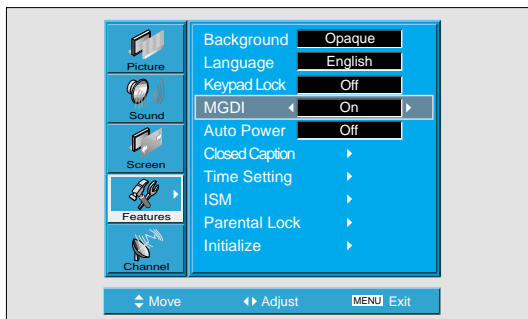 Picture
Sound
Screen
Features
Channel
Background Opaque
Language English
Keypad Lock Off
MGDI On
Auto Power Off
Closed Caption
Time Setting
ISM
Parental Lock
Initialize
Move Adjust MENU Exit